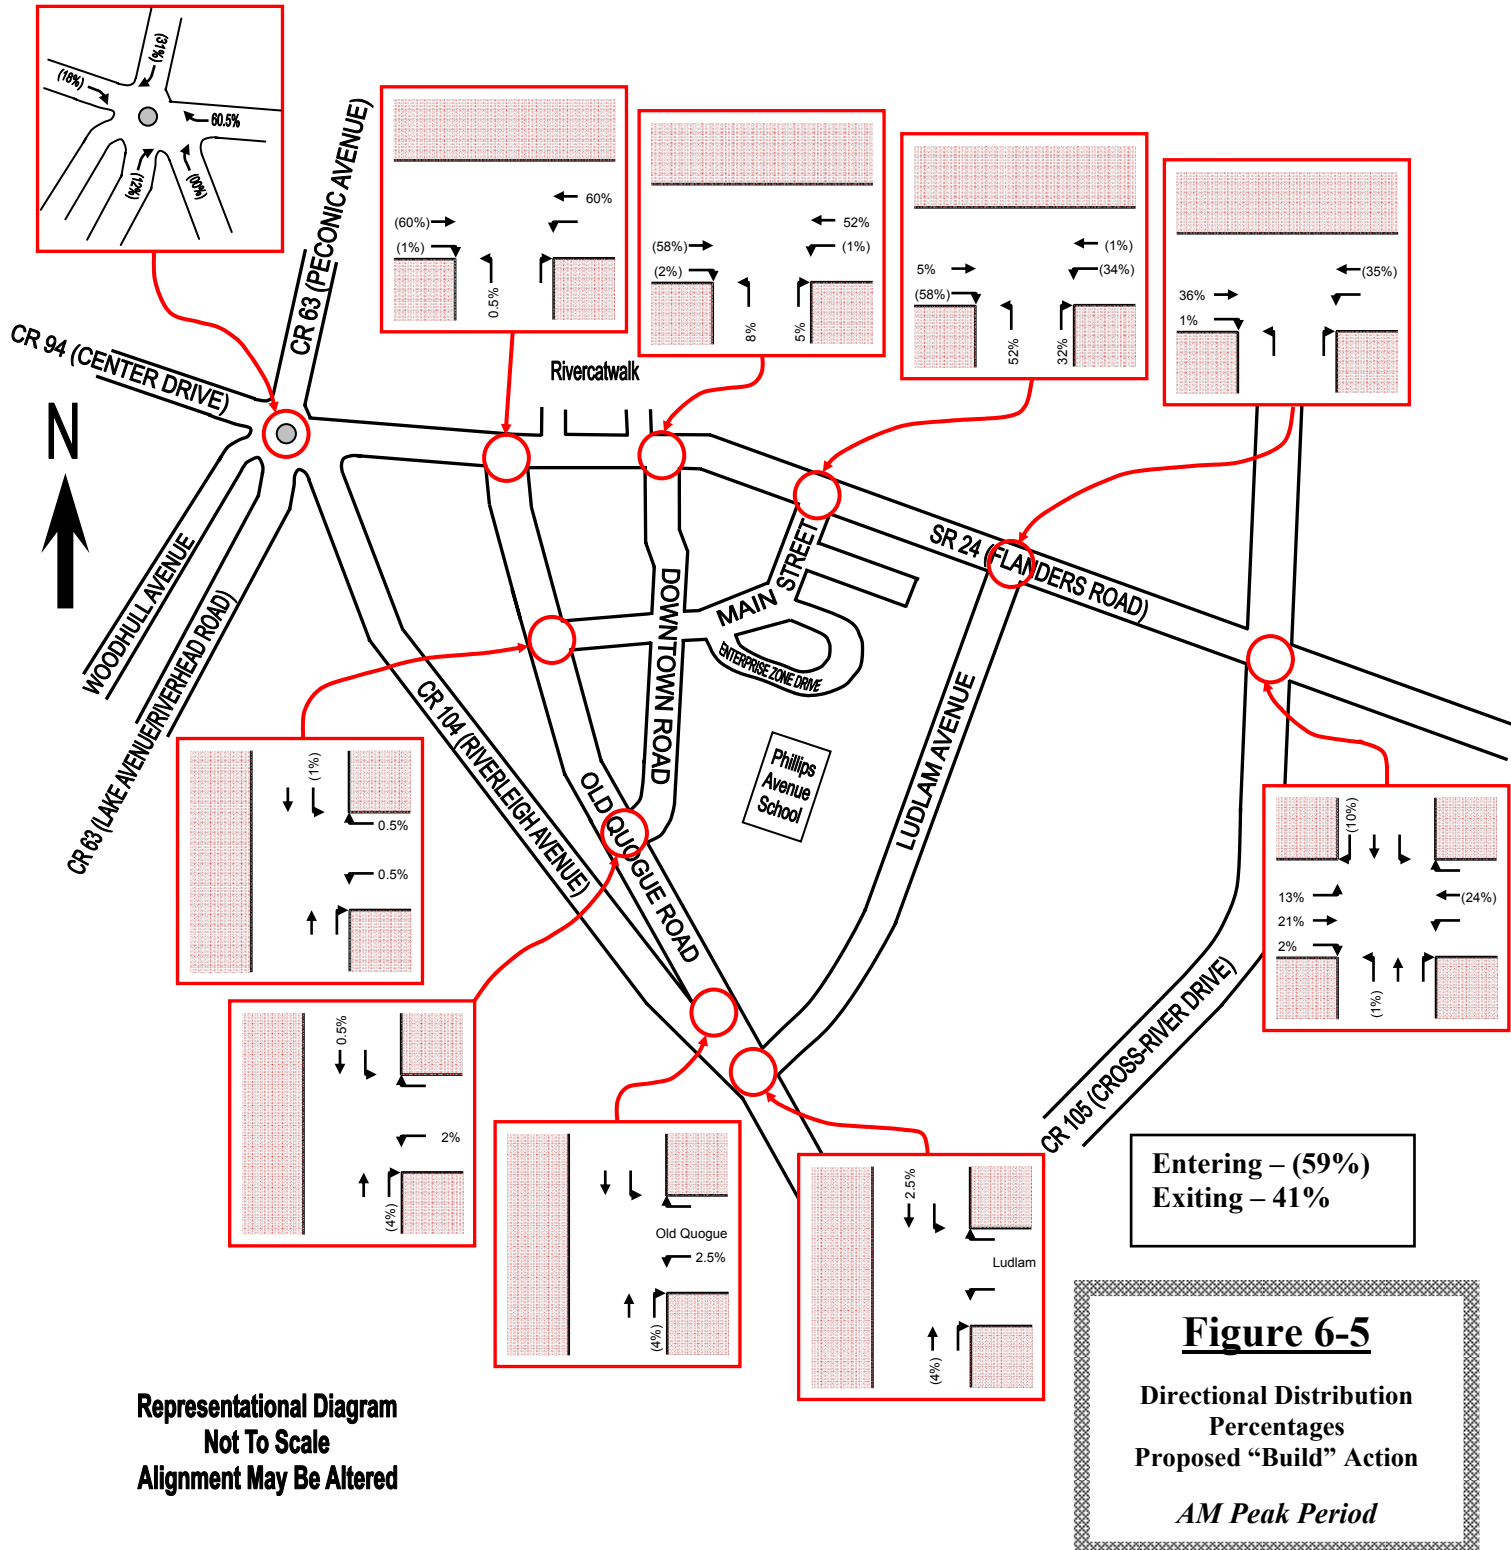 (31%)
(18%)
60.5%
(12%)
(00%)
CR 94 (CENTER DRIVE)
CR 63 (PECONIC AVENUE)
N
60%
(60%)
(1%)
0.5%
52%
(58%)
(1%)
(2%)
8%
5%
(1%)
5%
(34%)
(58%)
52%
32%
(35%)
36%
1%
Rivercatwalk
WOODHULL AVENUE
CR 63 (LAKE AVENUE/RIVERHEAD ROAD)
CR 104 (RIVERLEIGH AVENUE)
OLD QUOGUE ROAD
DOWNTOWN ROAD
MAIN STREET
ENTERPRISE ZONE DRIVE
SR 24 (FLANDERS ROAD)
LUDLAM AVENUE
Phillips
Avenue
School
CR 105 (CROSS-RIVER DRIVE)
(1%)
0.5%
0.5%
(10%)
13%
(24%)
21%
2%
(1%)
0.5%
2%
(4%)
Old Quogue
2.5%
(4%)
2.5%
Ludlam
(4%)
Entering – (59%)
Exiting – 41%
Representational Diagram
Not To Scale
Alignment May Be Altered
Figure 6-5
Directional Distribution
Percentages
Proposed “Build” Action
AM Peak Period